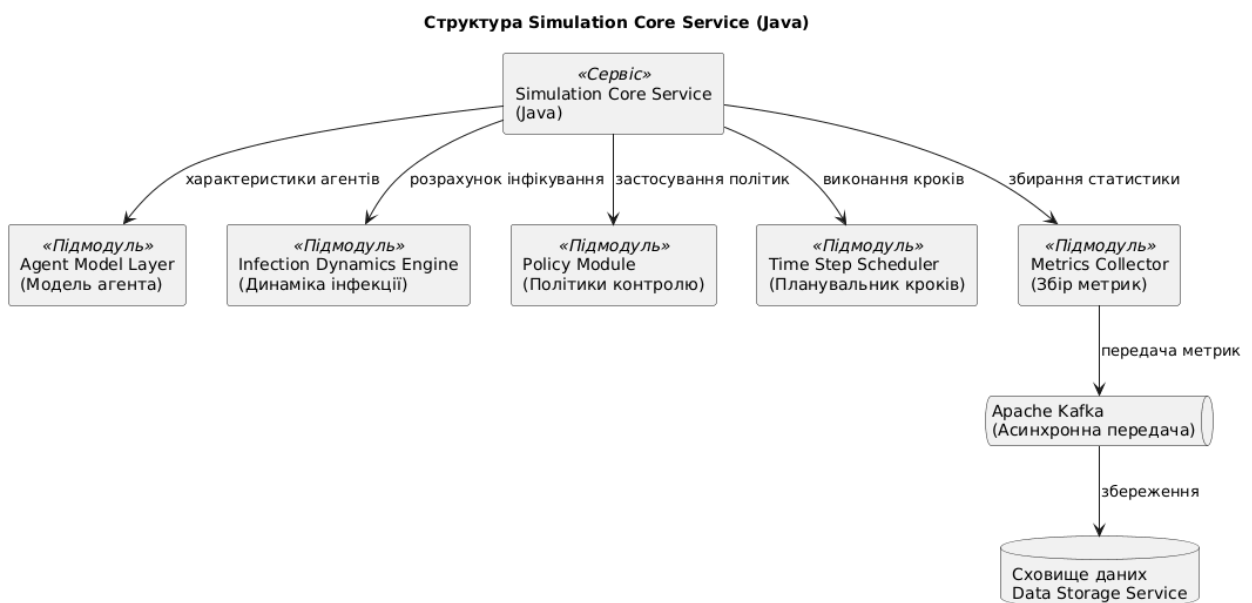 Структура Simulation Core Service (Java)
«Сервіс»
Simulation Core Service
(Java)
характеристики агентів
розрахунок інфікування
застосування політик
виконання кроків
збирання статистики
«Підмодуль»
Agent Model Layer
(Модель агента)
«Підмодуль»
Infection Dynamics Engine
(Динаміка інфекції)
«Підмодуль»
Policy Module
(Політики контролю)
«Підмодуль»
Time Step Scheduler
(Планувальник кроків)
«Підмодуль»
Metrics Collector
(Збір метрик)
передача метрик
Apache Kafka
(Асинхронна передача)
збереження
Сховище даних
Data Storage Service